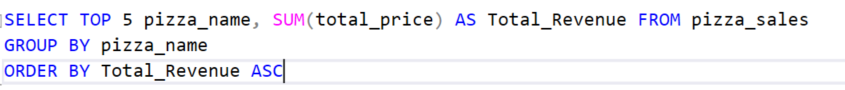 SELECT TOP 5 pizza_name, SUM(total_price) AS Total_Revenue FROM pizza_sales
GROUP BY pizza_name
ORDER BY Total_Revenue ASC